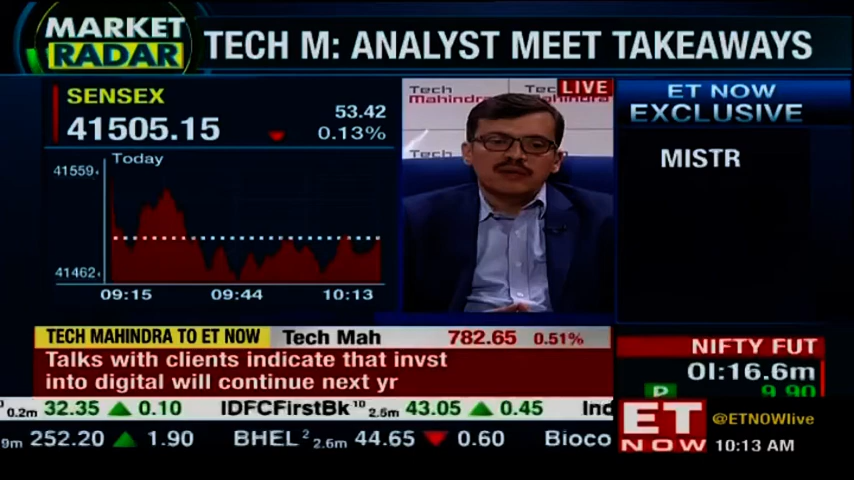 MARKET
RADAR
TECH M: ANALYST MEET TAKEAWAYS
SENSEX
41505.15
53.42
0.13%
Today
41559
41462
09:15 09:44 10:13
Tech
Mahindra
Tech
LIVE
ET NOW
EXCLUSIVE
MISTR
TECH MAHINDRA TO ET NOW Tech Mah 782.65 0.51%
Talks with clients indicate that invst
into digital will continue next yr
NIFTY FUT
OI:16.6m
P 9.90
0.2m 32.35 0.10 IDFCFirstBk 10 2.5m 43.05 0.45 Ind
9m 252.20 1.90 BHEL 2 2.6m 44.65 0.60 Bioco
ET
NOW
@ETNOWlive
10:13 AM